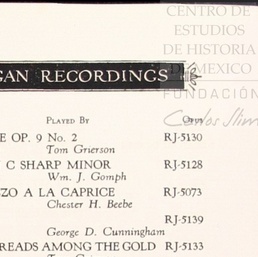 CENTRO DE
ESTUDIOS
DE HISTORIA
DE MEXICO
FUNDACIÓN
Carlos Slim
GAN RECORDINGS
PLAYED BY
E OP. 9 No. 2 RJ-5130
Tom Grierson
C SHARP MINOR RJ-5128
Wm. J. Gomph
ZO A LA CAPRICE RJ-5073
Chester H. Beebe
RJ-5139
George D. Cunningham
READS AMONG THE GOLD RJ-5133